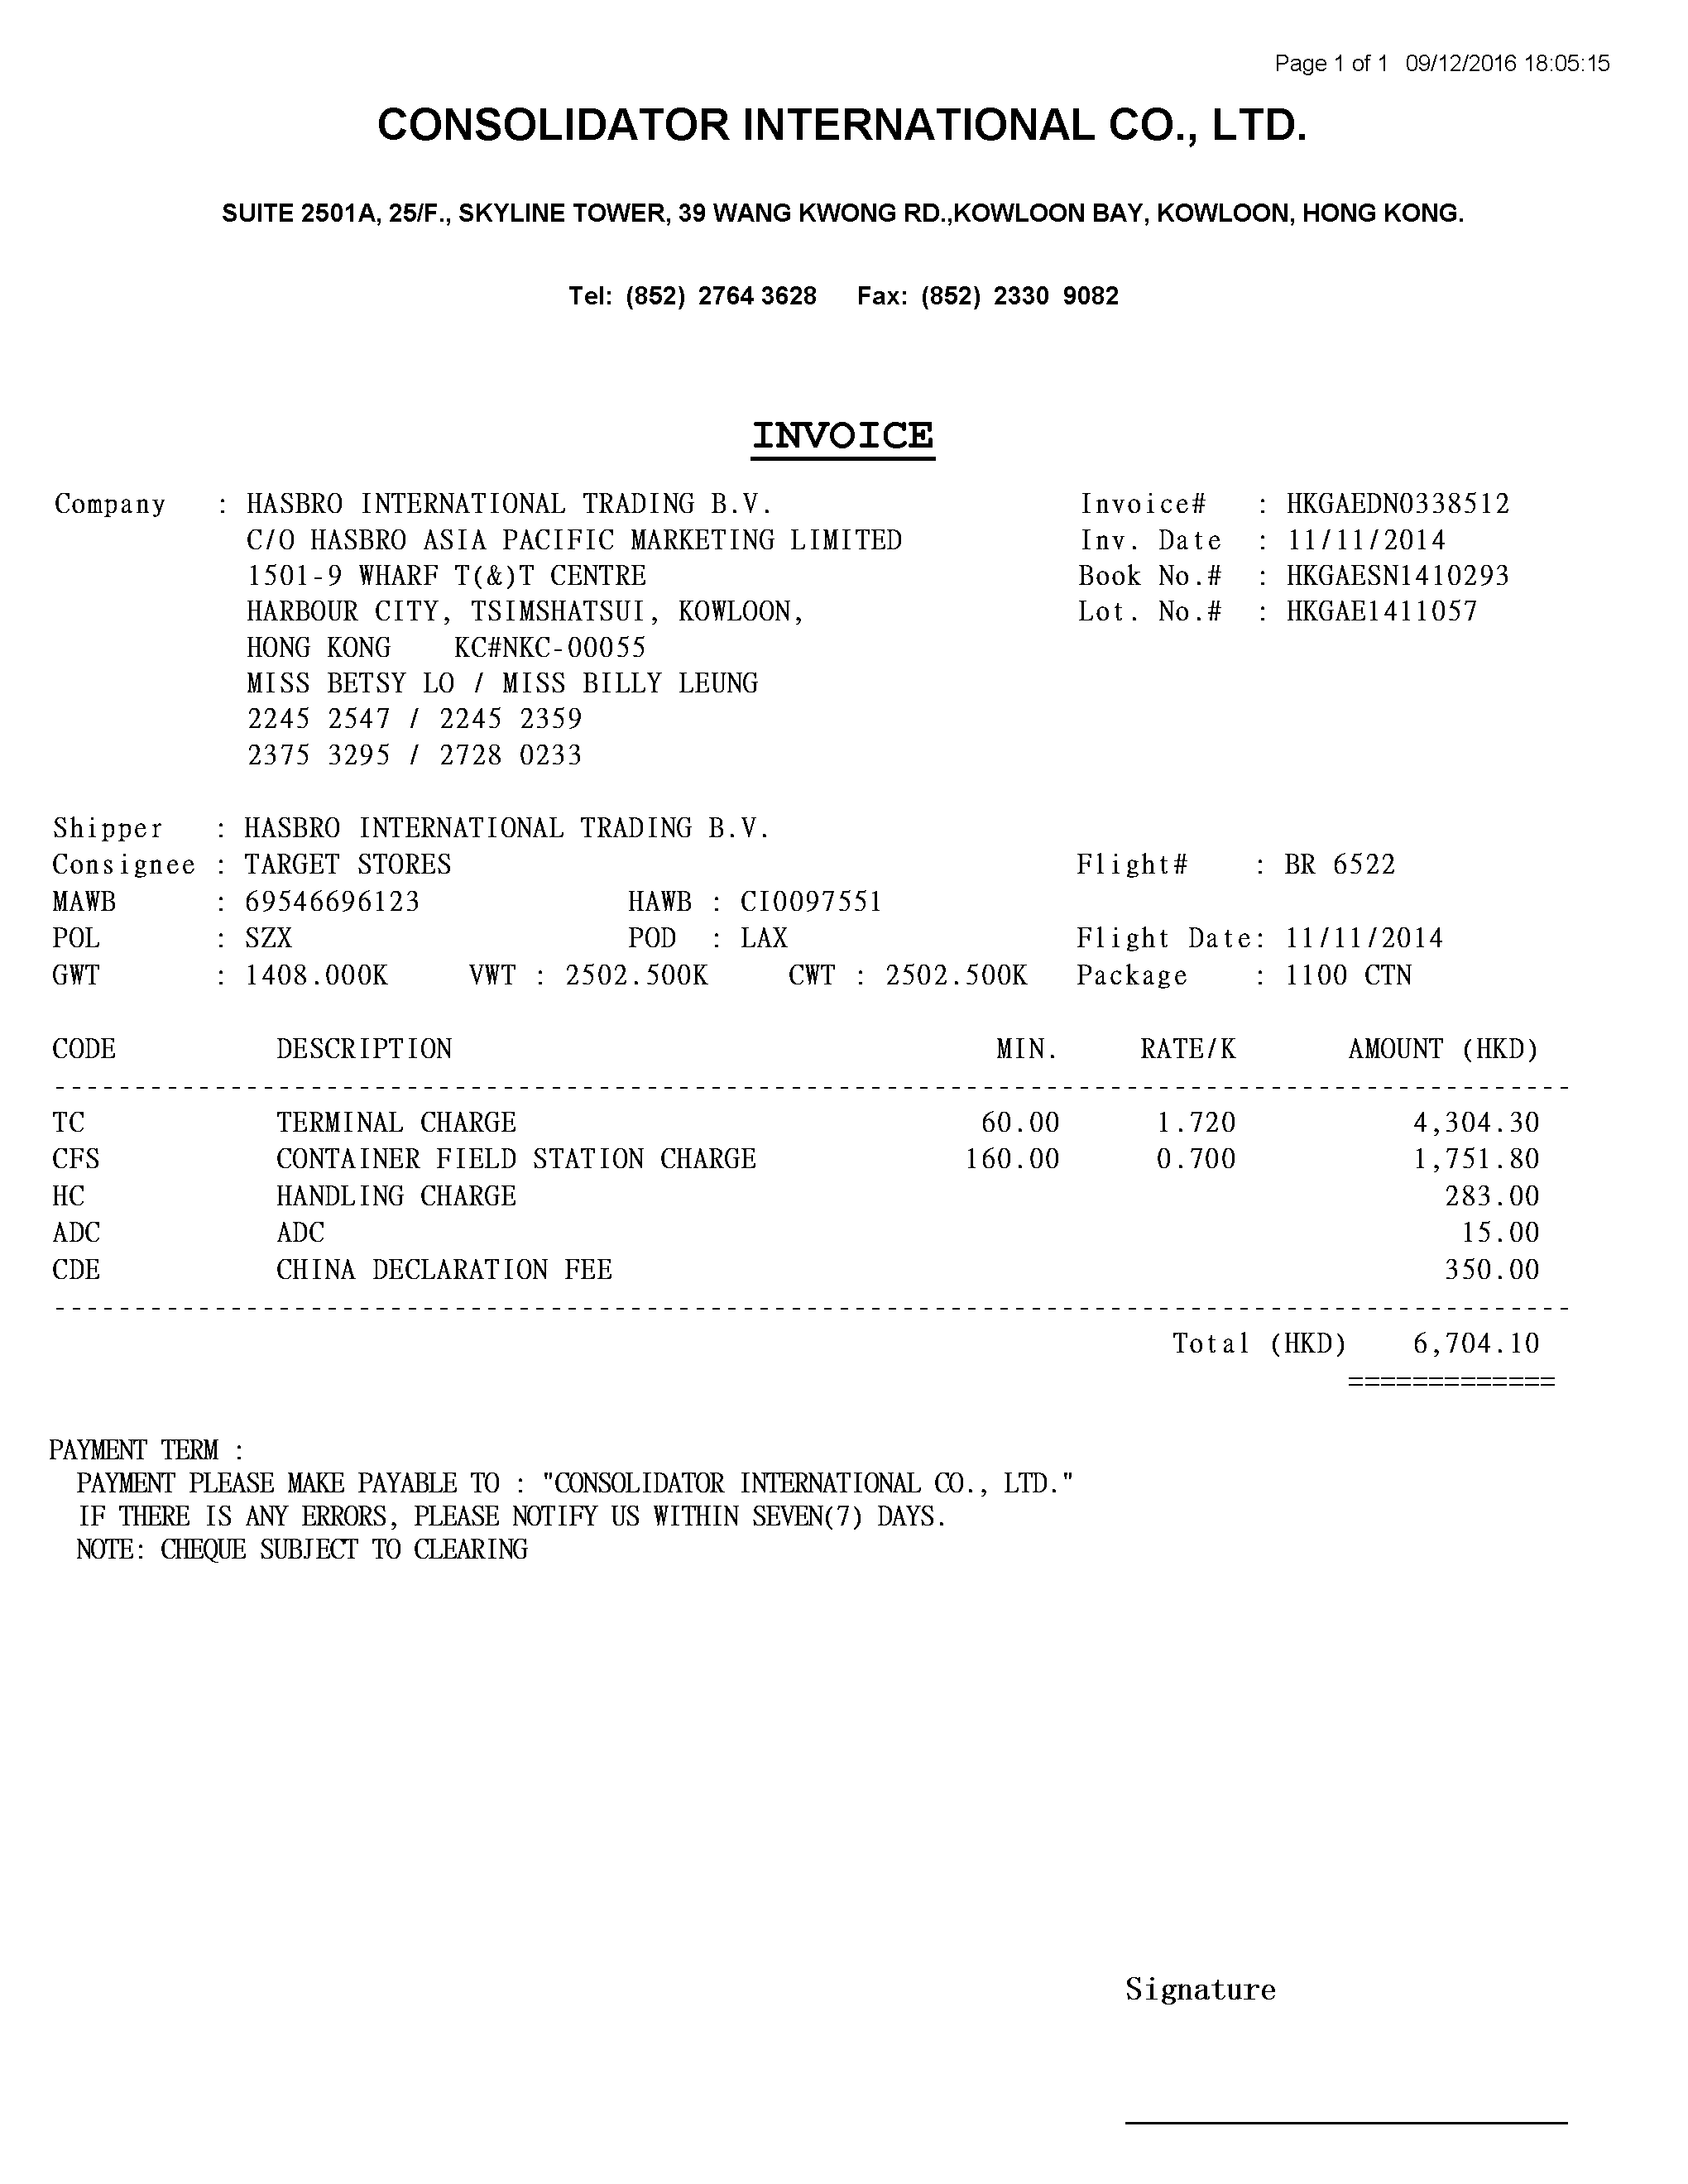 Page 1 of 1 09/12/2016 18:05:15
CONSOLIDATOR INTERNATIONAL CO., LTD.
SUITE 2501A, 25/F., SKYLINE TOWER, 39 WANG KWONG RD.,KOWLOON BAY, KOWLOON, HONG KONG.
Tel: (852) 2764 3628 Fax: (852) 2330 9082
INVOICE
Company : HASBRO INTERNATIONAL TRADING B.V. Invoice# : HKGAEDN0338512
C/O HASBRO ASIA PACIFIC MARKETING LIMITED Inv. Date : 11/11/2014
1501-9 WHARF T(&)T CENTRE Book No.# : HKGAESN1410293
HARBOUR CITY, TSIMSHATSUI, KOWLOON, Lot. No.# : HKGAE1411057
HONG KONG KC#NKC-00055
MISS BETSY LO / MISS BILLY LEUNG
2245 2547 / 2245 2359
2375 3295 / 2728 0233
Shipper : HASBRO INTERNATIONAL TRADING B.V.
Consignee : TARGET STORES Flight# : BR 6522
MAWB : 69546696123 HAWB : CI0097551
POL : SZX POD : LAX Flight Date: 11/11/2014
GWT : 1408.000K VWT : 2502.500K CWT : 2502.500K Package : 1100 CTN
CODE DESCRIPTION MIN. RATE/K AMOUNT (HKD)
TC TERMINAL CHARGE 60.00 1.720 4,304.30
CFS CONTAINER FIELD STATION CHARGE 160.00 0.700 1,751.80
HC HANDLING CHARGE 283.00
ADC ADC 15.00
CDE CHINA DECLARATION FEE 350.00
Total (HKD) 6,704.10
=============
PAYMENT TERM :
PAYMENT PLEASE MAKE PAYABLE TO : "CONSOLIDATOR INTERNATIONAL CO., LTD."
IF THERE IS ANY ERRORS, PLEASE NOTIFY US WITHIN SEVEN(7) DAYS.
NOTE: CHEQUE SUBJECT TO CLEARING
Signature